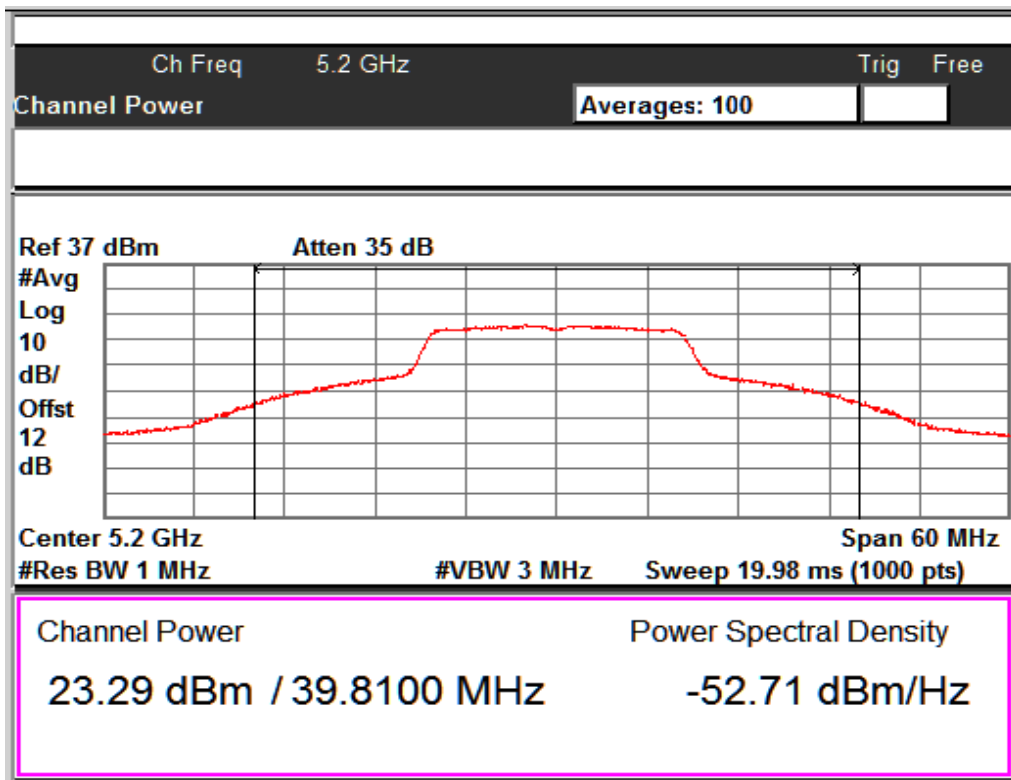 Ch Freq 5.2 GHz Trig Free
Channel Power Averages: 100
Ref 37 dBm Atten 35 dB
#Avg
Log
10
dB/
Offst
12
dB
Center 5.2 GHz Span 60 MHz
#Res BW 1 MHz #VBW 3 MHz Sweep 19.98 ms (1000 pts)
Channel Power Power Spectral Density
23.29 dBm / 39.8100 MHz -52.71 dBm/Hz